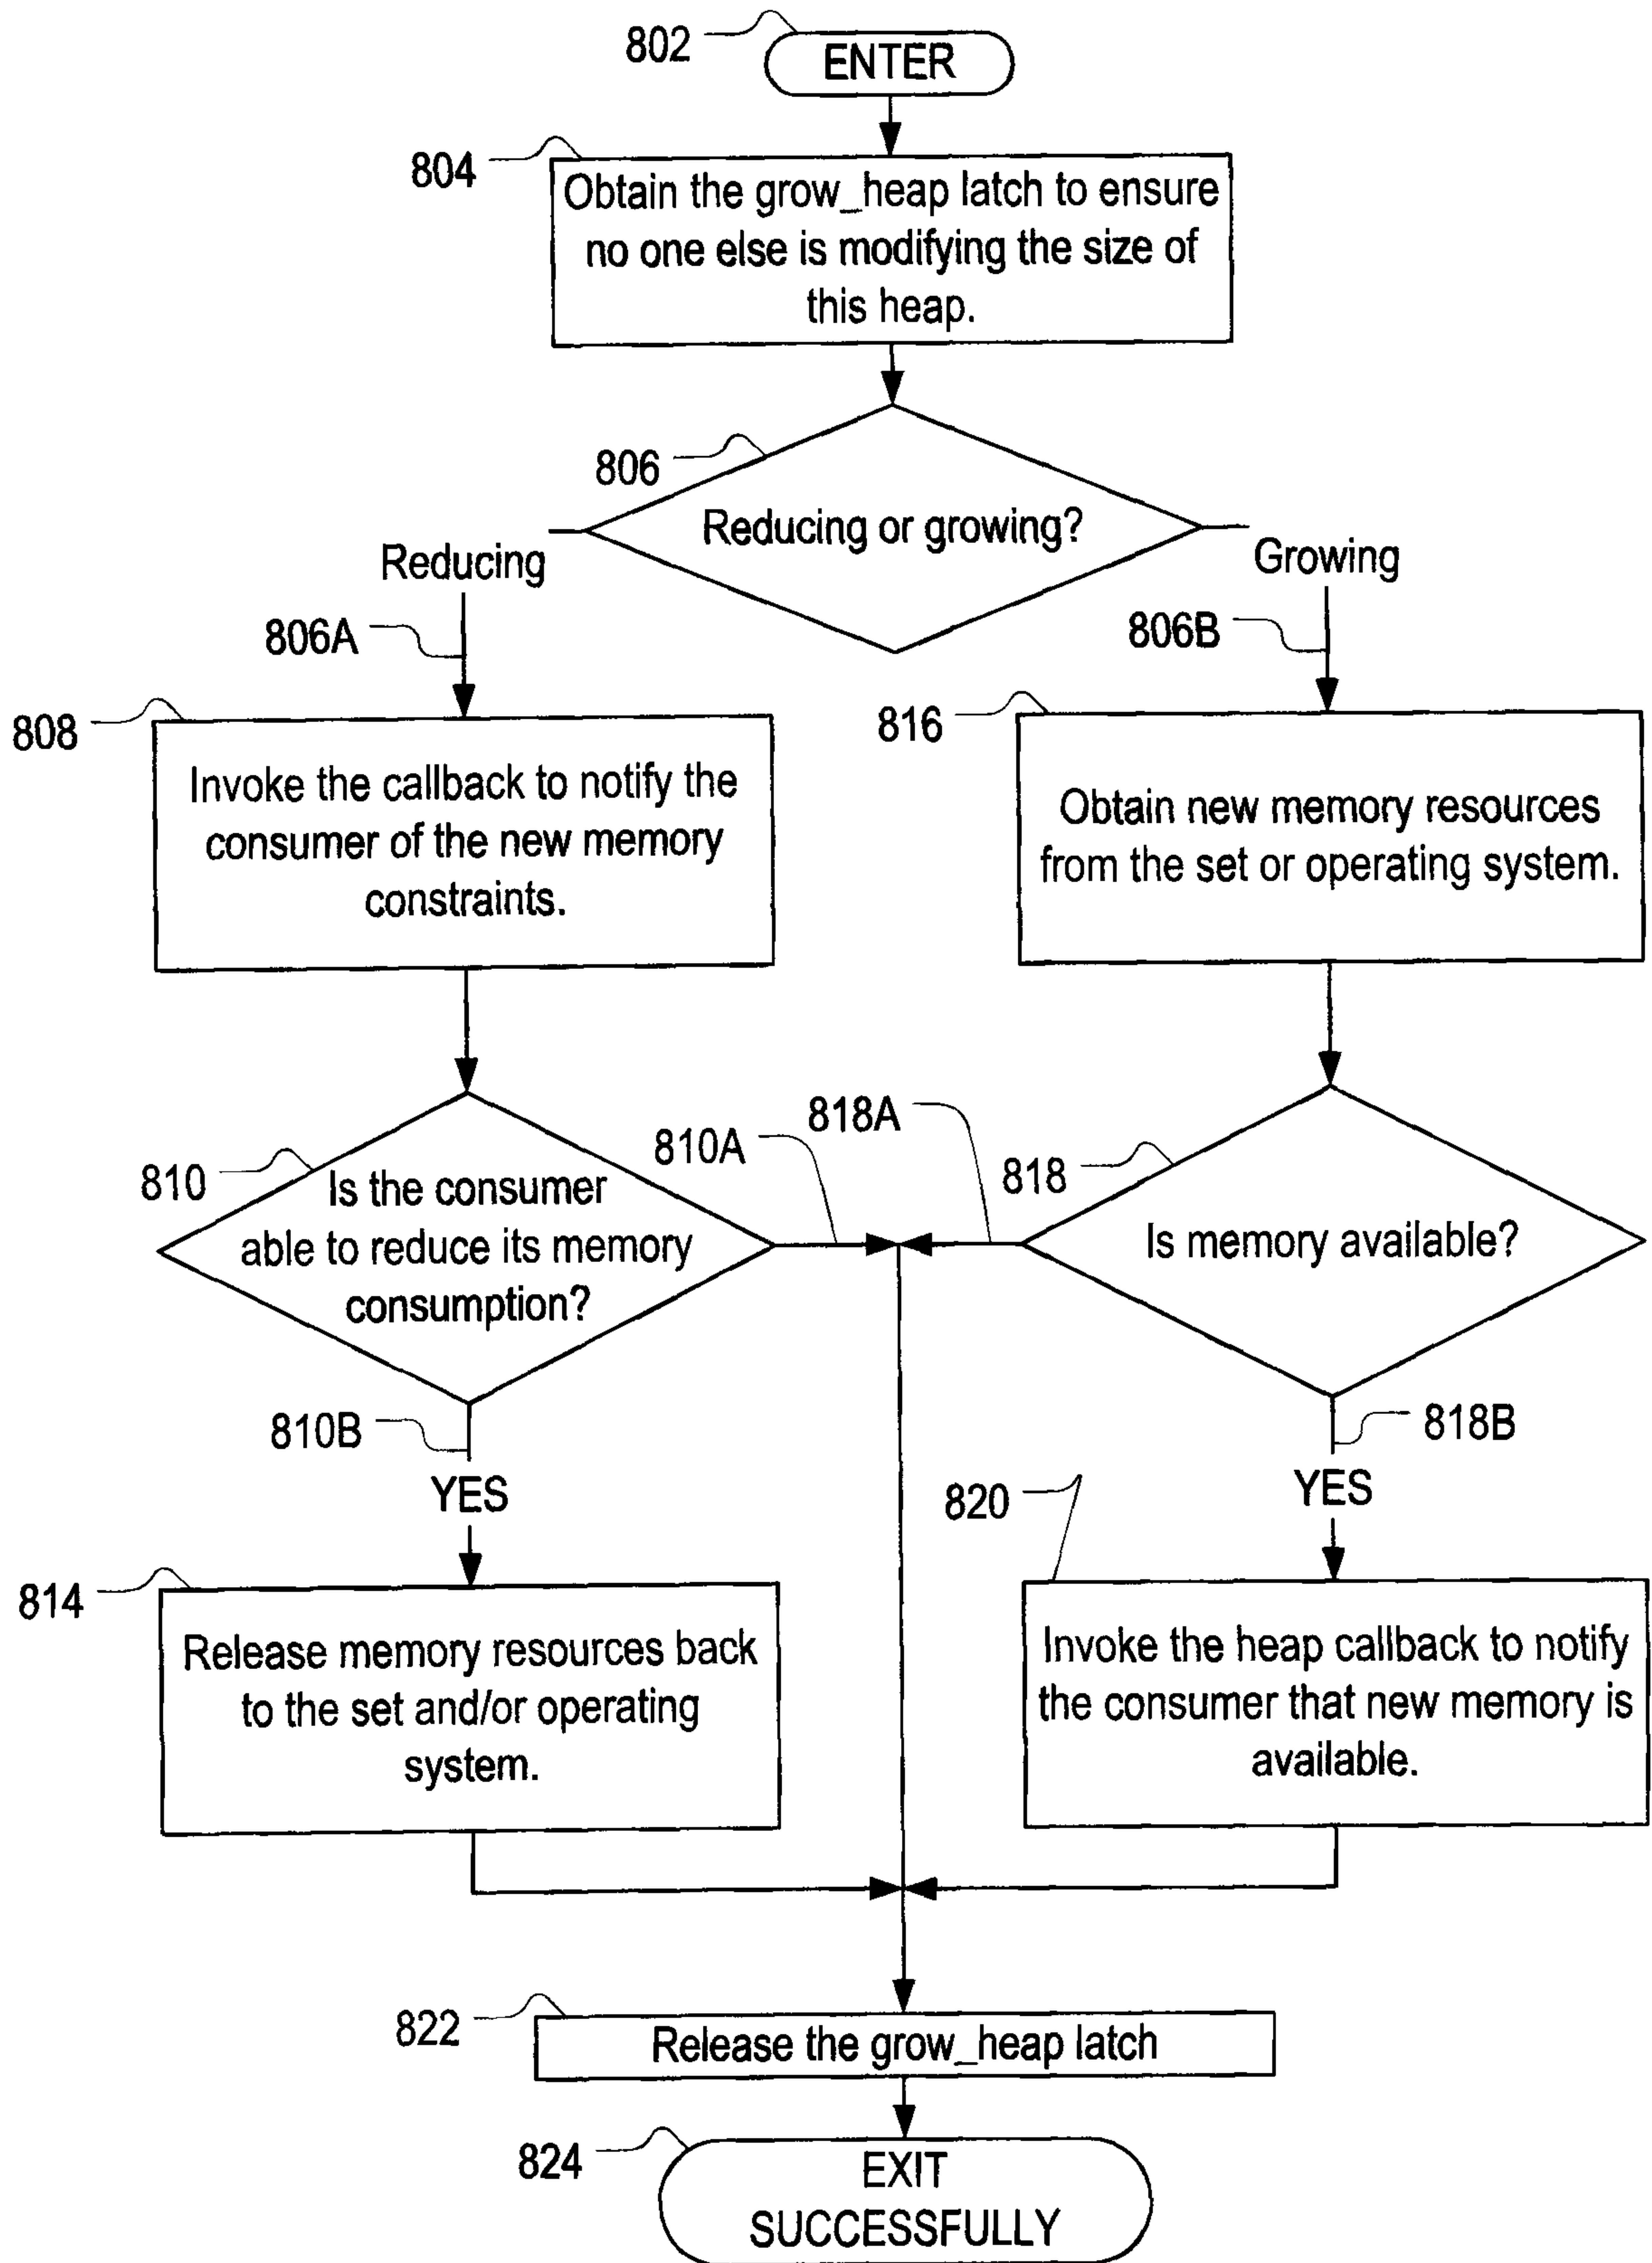 802
ENTER
804
Obtain the grow_heap latch to ensure
no one else is modifying the size of
this heap.
806
Reducing or growing?
Reducing
Growing
806A
806B
808
Invoke the callback to notify the
consumer of the new memory
constraints.
816
Obtain new memory resources
from the set or operating system.
810
Is the consumer
able to reduce its memory
consumption?
810A
818A
818
Is memory available?
810B
YES
818B
YES
814
Release memory resources back
to the set and/or operating
system.
820
Invoke the heap callback to notify
the consumer that new memory is
available.
822
Release the grow_heap latch
824
EXIT
SUCCESSFULLY